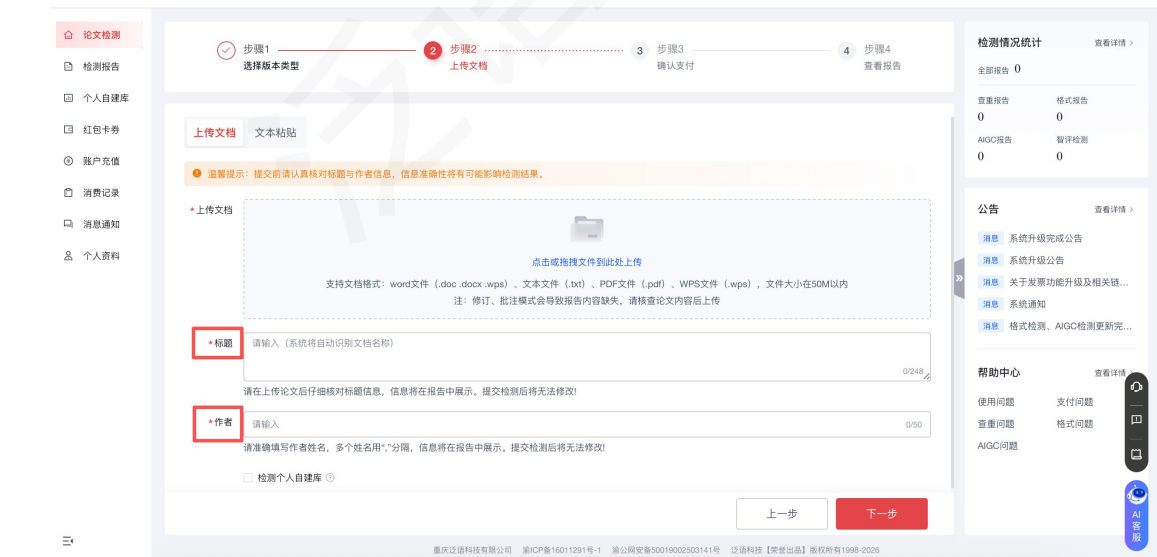 论文检测
检测报告
个人自建库
红包卡券
账户充值
消费记录
消息通知
个人资料
步骤1
选择版本类型
2 步骤2
上传文档
3 步骤3
确认支付
4 步骤4
查看报告
上传文档 文本粘贴
温馨提示：提交前请认真核对标题与作者信息，信息准确性将有可能影响检测结果。
*上传文档
点击或拖拽文件到此处上传
支持文档格式：word文件（.doc .docx .wps）、文本文件（.txt）、PDF文件（.pdf）、WPS文件（.wps），文件大小在50M以内
注：修订、批注模式会导致报告内容缺失，请核查论文内容后上传
*标题
请输入（系统将自动识别文档名称）
0/248
请在上传论文后仔细核对标题信息，信息将在报告中展示。提交检测后将无法修改!
*作者
请输入
0/50
请准确填写作者姓名，多个姓名用“,”分隔，信息将在报告中展示，提交检测后将无法修改!
检测个人自建库
上一步 下一步
检测情况统计 查看详情 >
全部报告 0
查重报告 格式报告
0 0
AIGC报告 智评检测
0 0
公告 查看详情 >
消息 系统升级完成公告
消息 系统升级公告
消息 关于发票功能升级及相关链...
消息 系统通知
消息 格式检测、AIGC检测更新完...
帮助中心 查看详情
使用问题 支付问题
查重问题 格式问题
AIGC问题
AI
客
服
重庆泛语科技有限公司 渝ICP备16011291号-1 渝公网安备50019002503141号 泛语科技【荣誉出品】版权所有1998-2026